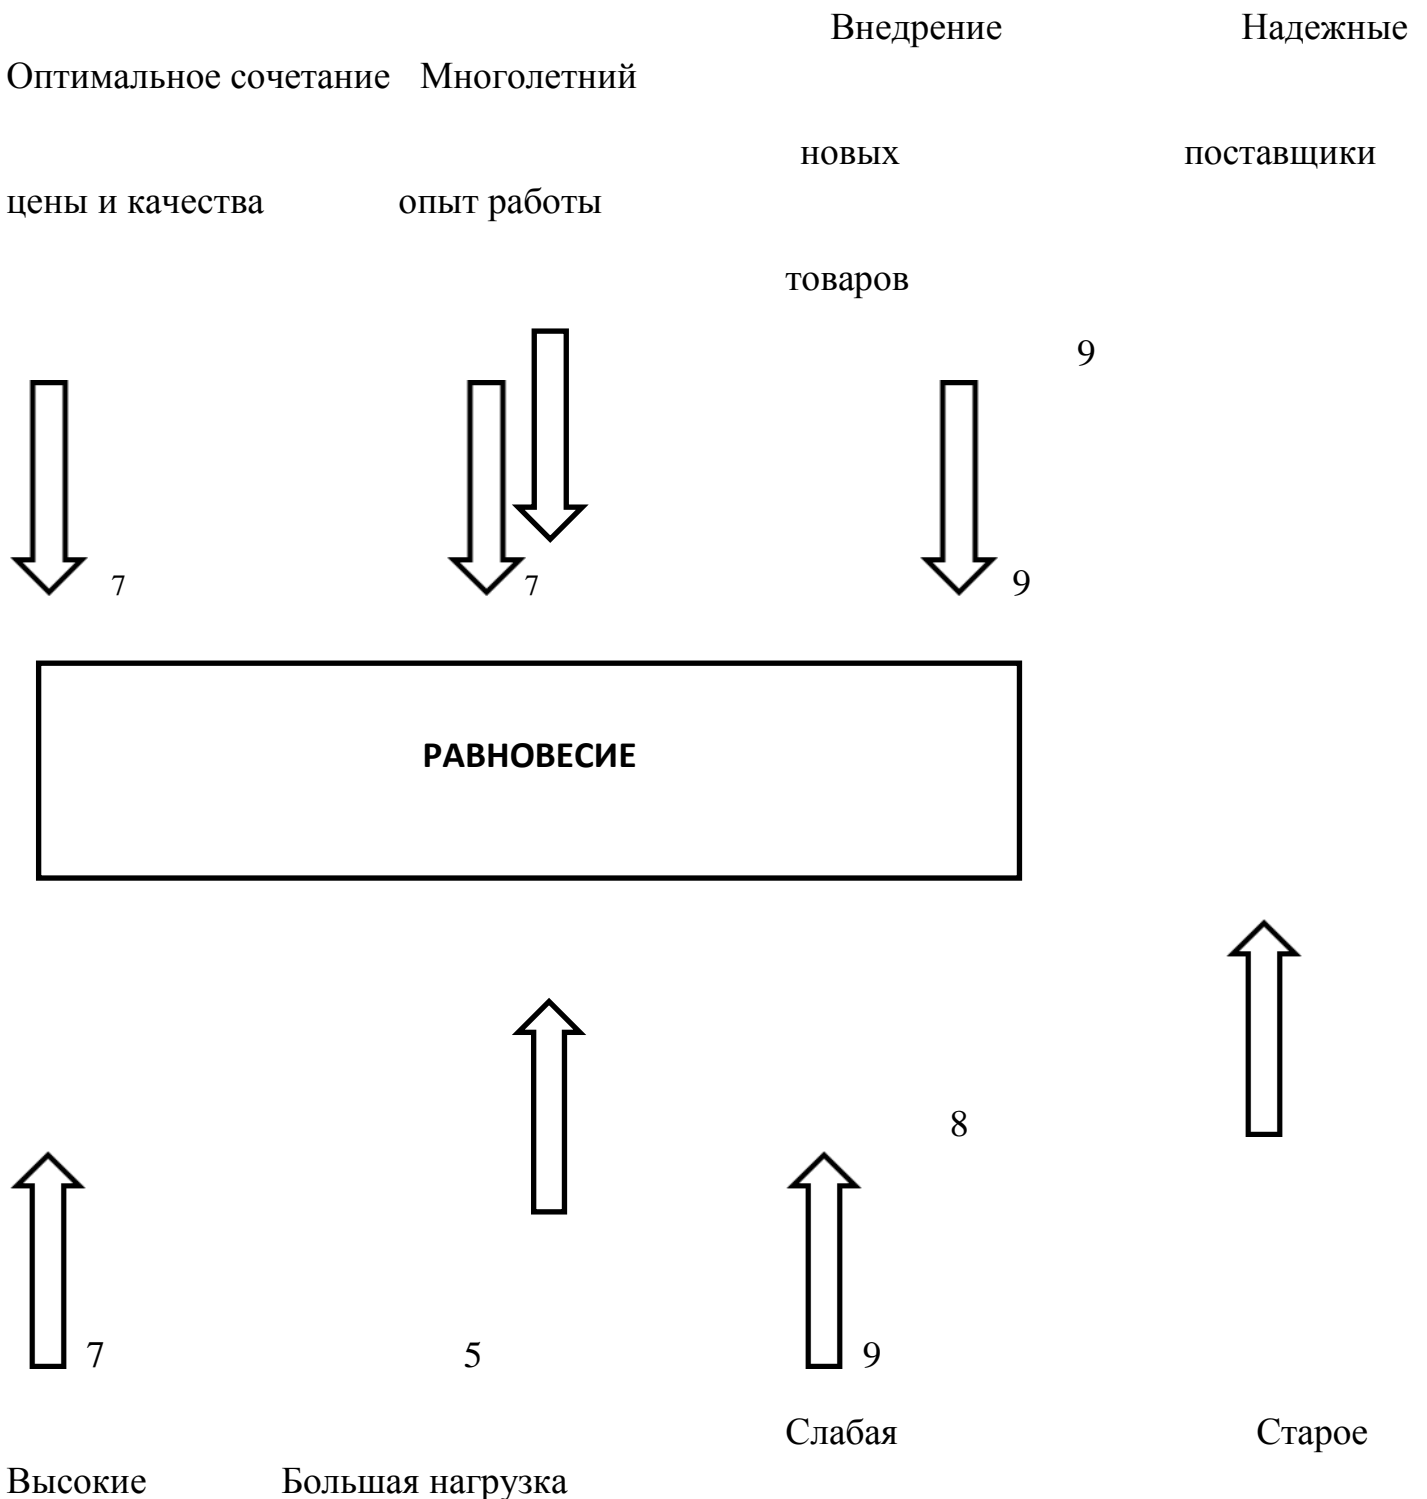 Внедрение Надежные
Оптимальное сочетание Многолетний
новых поставщики
цены и качества опыт работы
товаров
9
7 7 9
РАВНОВЕСИЕ
8
7 5 9
Слабая Старое
Высокие Большая нагрузка